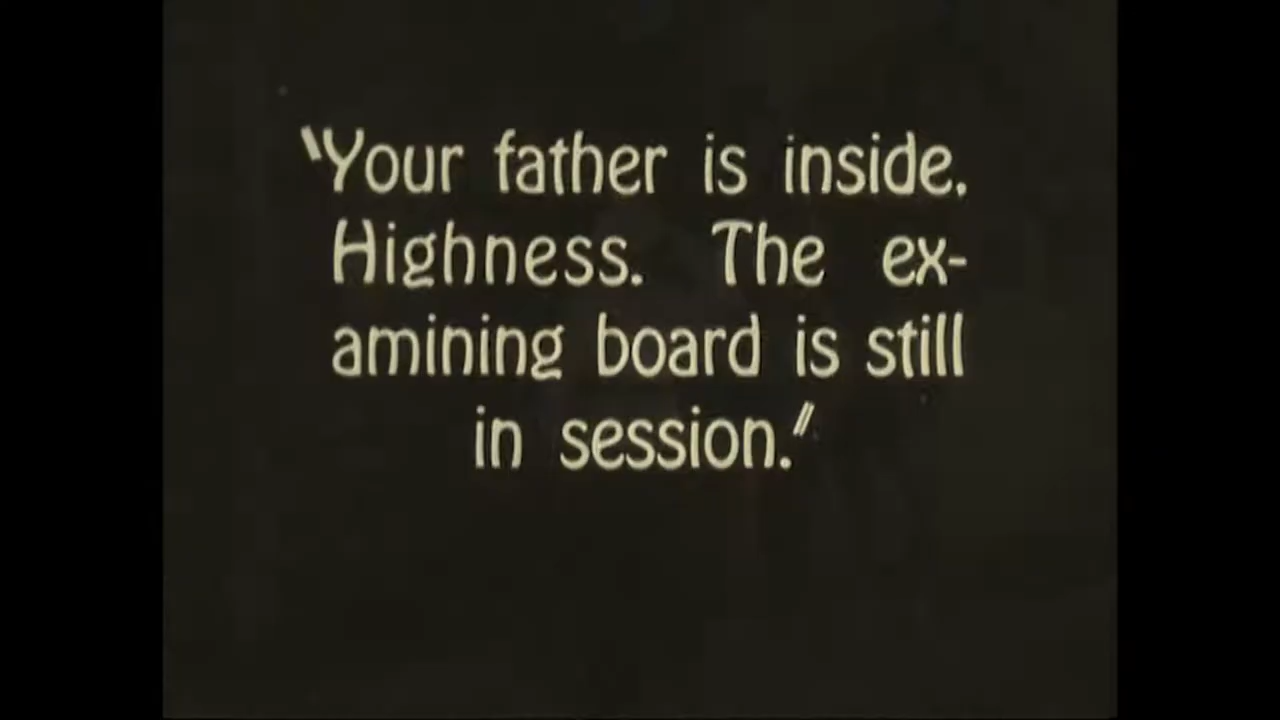 "Your father is inside.
Highness. The ex-
amining board is still
in session."